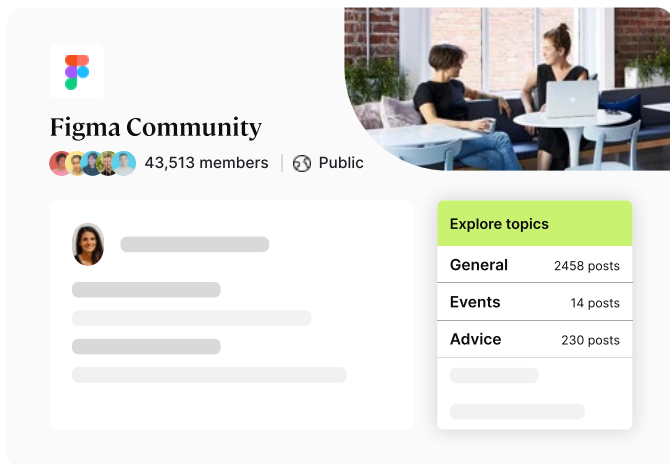 Figma Community
43,513 members
Public
Explore topics
General 2458 posts
Events 14 posts
Advice 230 posts